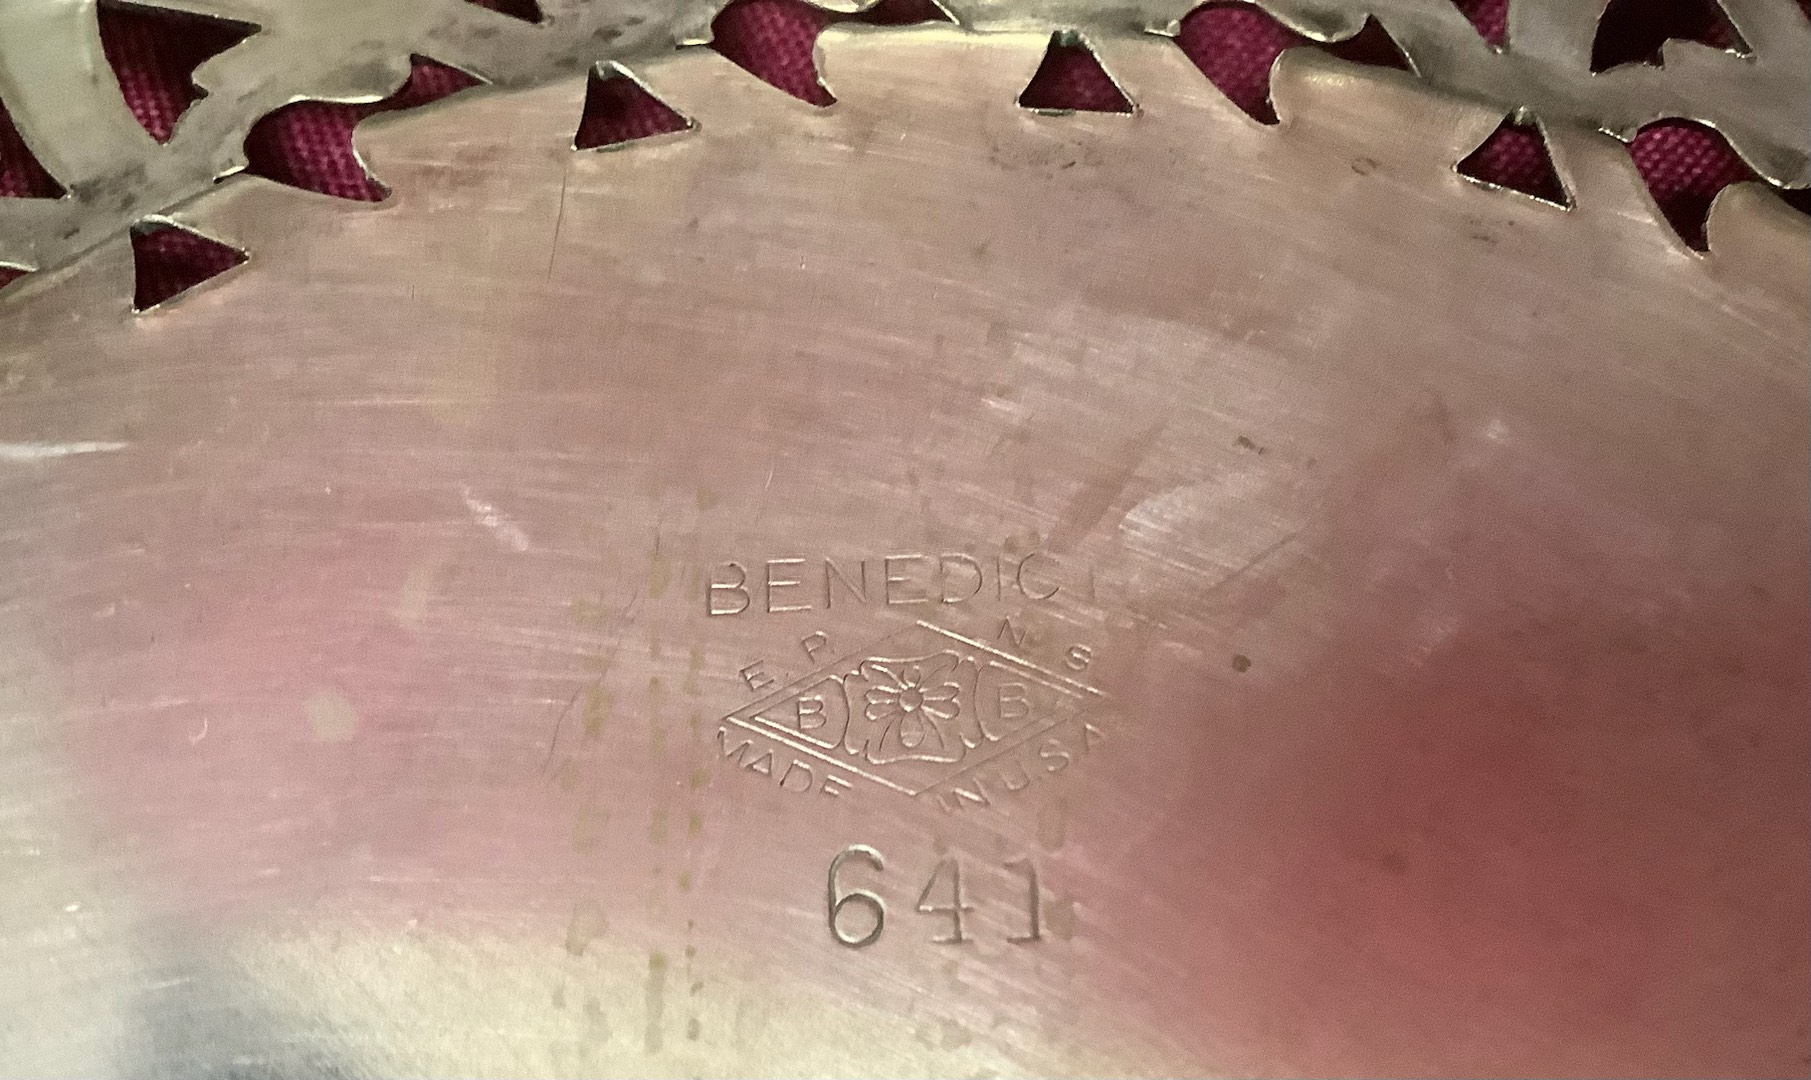 BENEDICT
E. P. N. S
B B
MADE IN U.S.A
641